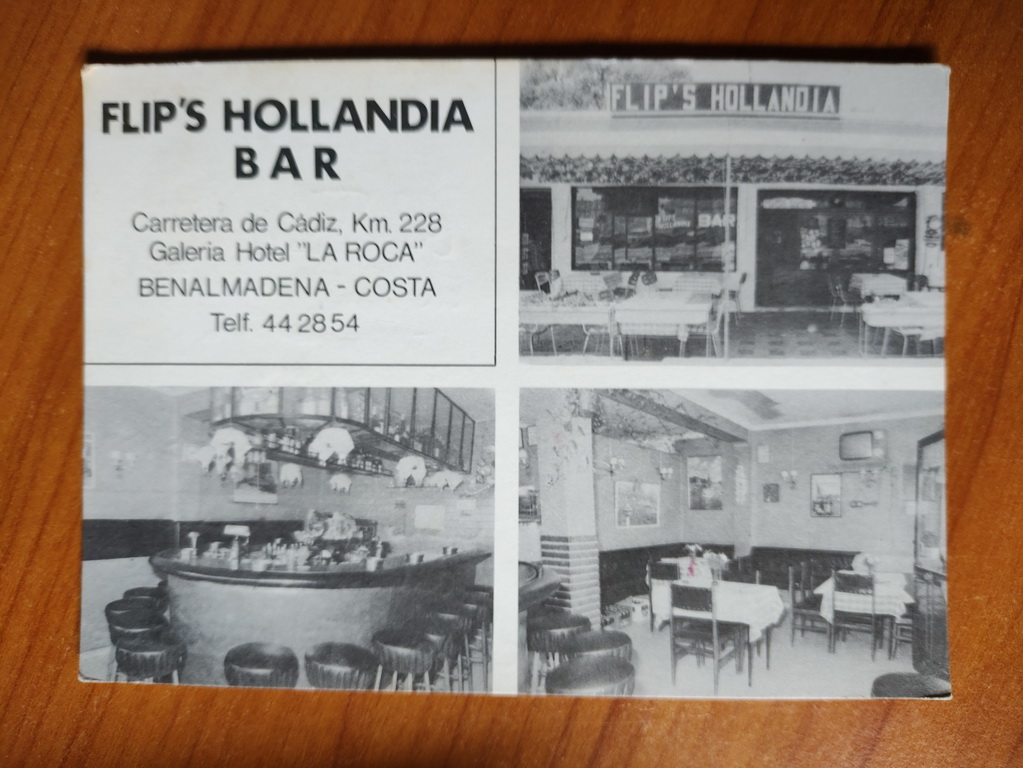 FLIP'S HOLLANDIA
BAR
Carretera de Cádiz, Km. 228
Galeria Hotel "LA ROCA"
BENALMADENA - COSTA
Telf. 44 28 54
FLIP'S HOLLANDIA
BAR